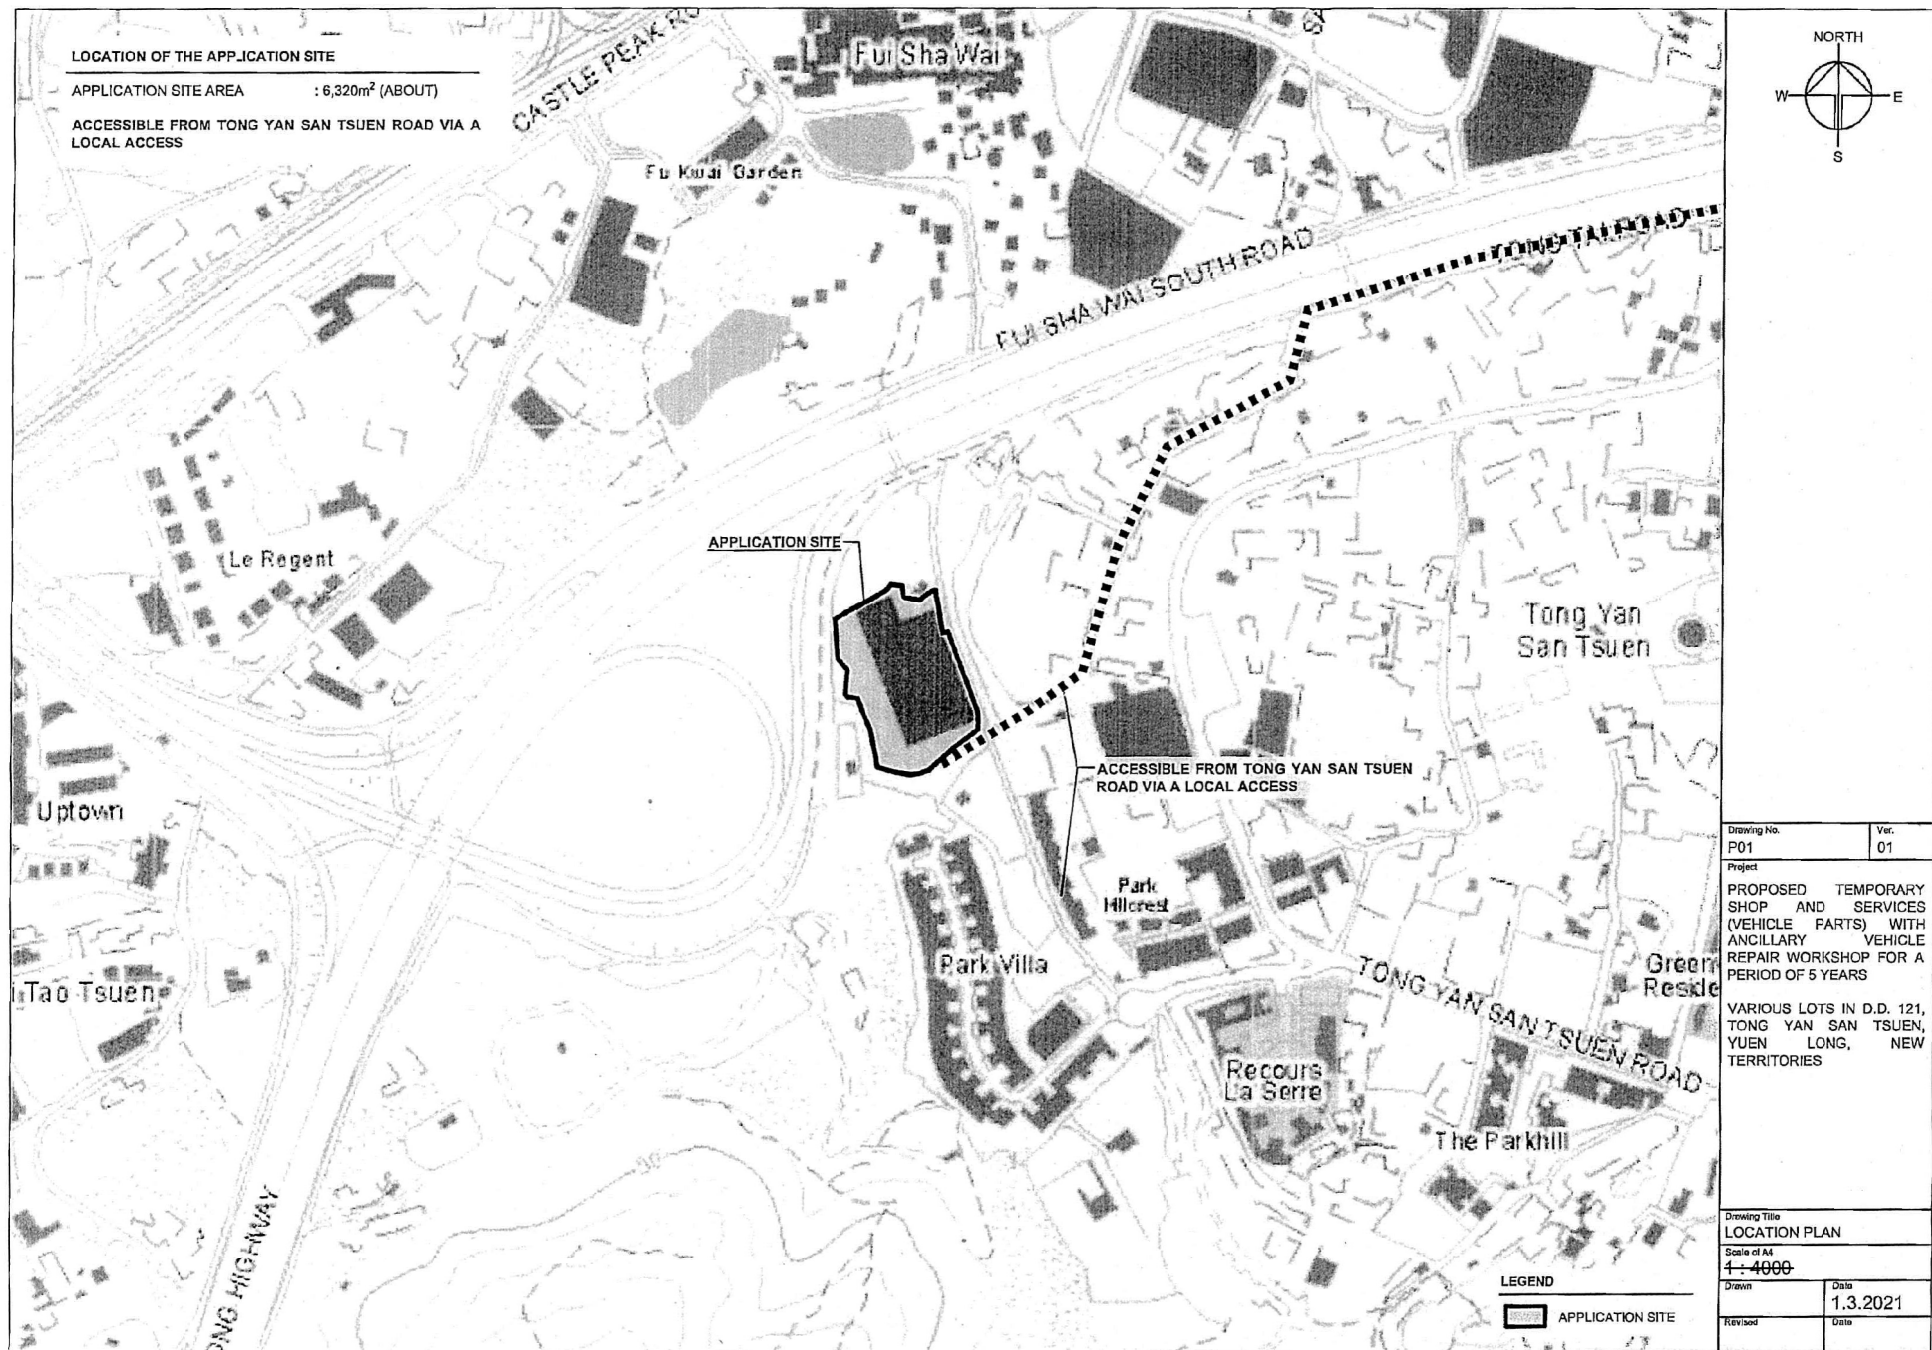 LOCATION OF THE APPLICATION SITE
APPLICATION SITE AREA : 6,320m² (ABOUT)
ACCESSIBLE FROM TONG YAN SAN TSUEN ROAD VIA A
LOCAL ACCESS
CASTLE PEAK
Fui Sha Wai
Fu Kwai Garden
FUI SHA WAI SOUTH ROAD
TONG TAI ROAD
NORTH
W
E
S
Le Regent
APPLICATION SITE
Tong Yan
San Tsuen
ACCESSIBLE FROM TONG YAN SAN TSUEN
ROAD VIA A LOCAL ACCESS
Uptown
Park
Hillcrest
Park Villa
Tao Tsuen
TONG YAN SAN TSUEN ROAD
Green
Reside
Recours
La Serre
The Parkhill
ONG HIGHWAY
LEGEND
APPLICATION SITE
Drawing No.
P01
Ver.
01
Project
PROPOSED TEMPORARY
SHOP AND SERVICES
(VEHICLE PARTS) WITH
ANCILLARY VEHICLE
REPAIR WORKSHOP FOR A
PERIOD OF 5 YEARS
VARIOUS LOTS IN D.D. 121,
TONG YAN SAN TSUEN,
YUEN LONG, NEW
TERRITORIES
Drawing Title
LOCATION PLAN
Scale of A4
1 : 4000
Drawn
Date
1.3.2021
Revised
Date